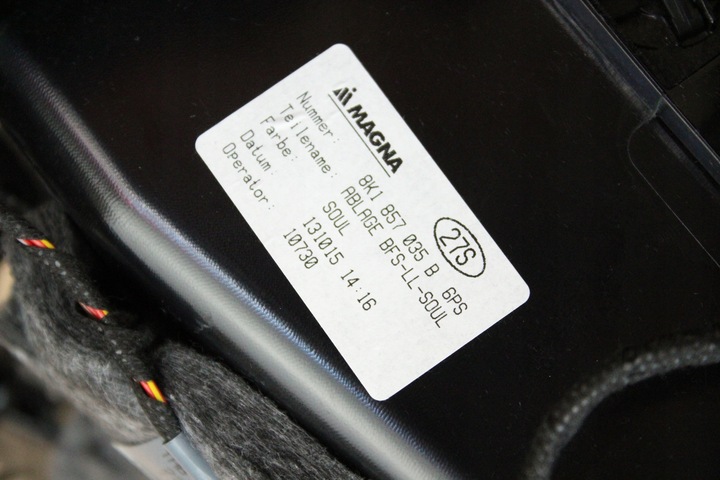 MAGNA
27S
Nummer: 8K1 857 035 B 6PS
Teilename: ABLAGE BFS-LL-SOUL
Farbe: SOUL
Datum: 131015 14:16
Operator: 10730